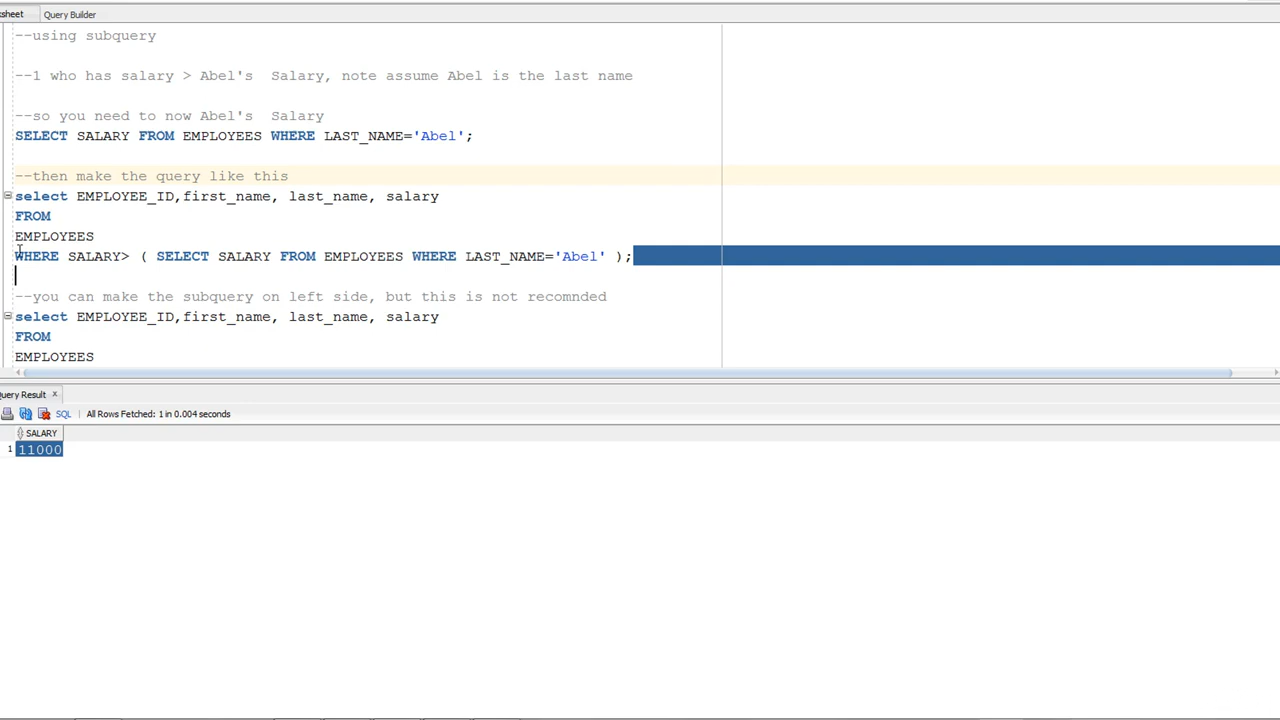 ksheet Query Builder
--using subquery
--1 who has salary > Abel's  Salary, note assume Abel is the last name
--so you need to now Abel's  Salary
SELECT SALARY FROM EMPLOYEES WHERE LAST_NAME='Abel';
--then make the query like this
select EMPLOYEE_ID,first_name, last_name, salary
FROM
EMPLOYEES
WHERE SALARY> ( SELECT SALARY FROM EMPLOYEES WHERE LAST_NAME='Abel' );
--you can make the subquery on left side, but this is not recomnded
select EMPLOYEE_ID,first_name, last_name, salary
FROM
EMPLOYEES
Query Result x
SQL | All Rows Fetched: 1 in 0.004 seconds
SALARY
1 11000